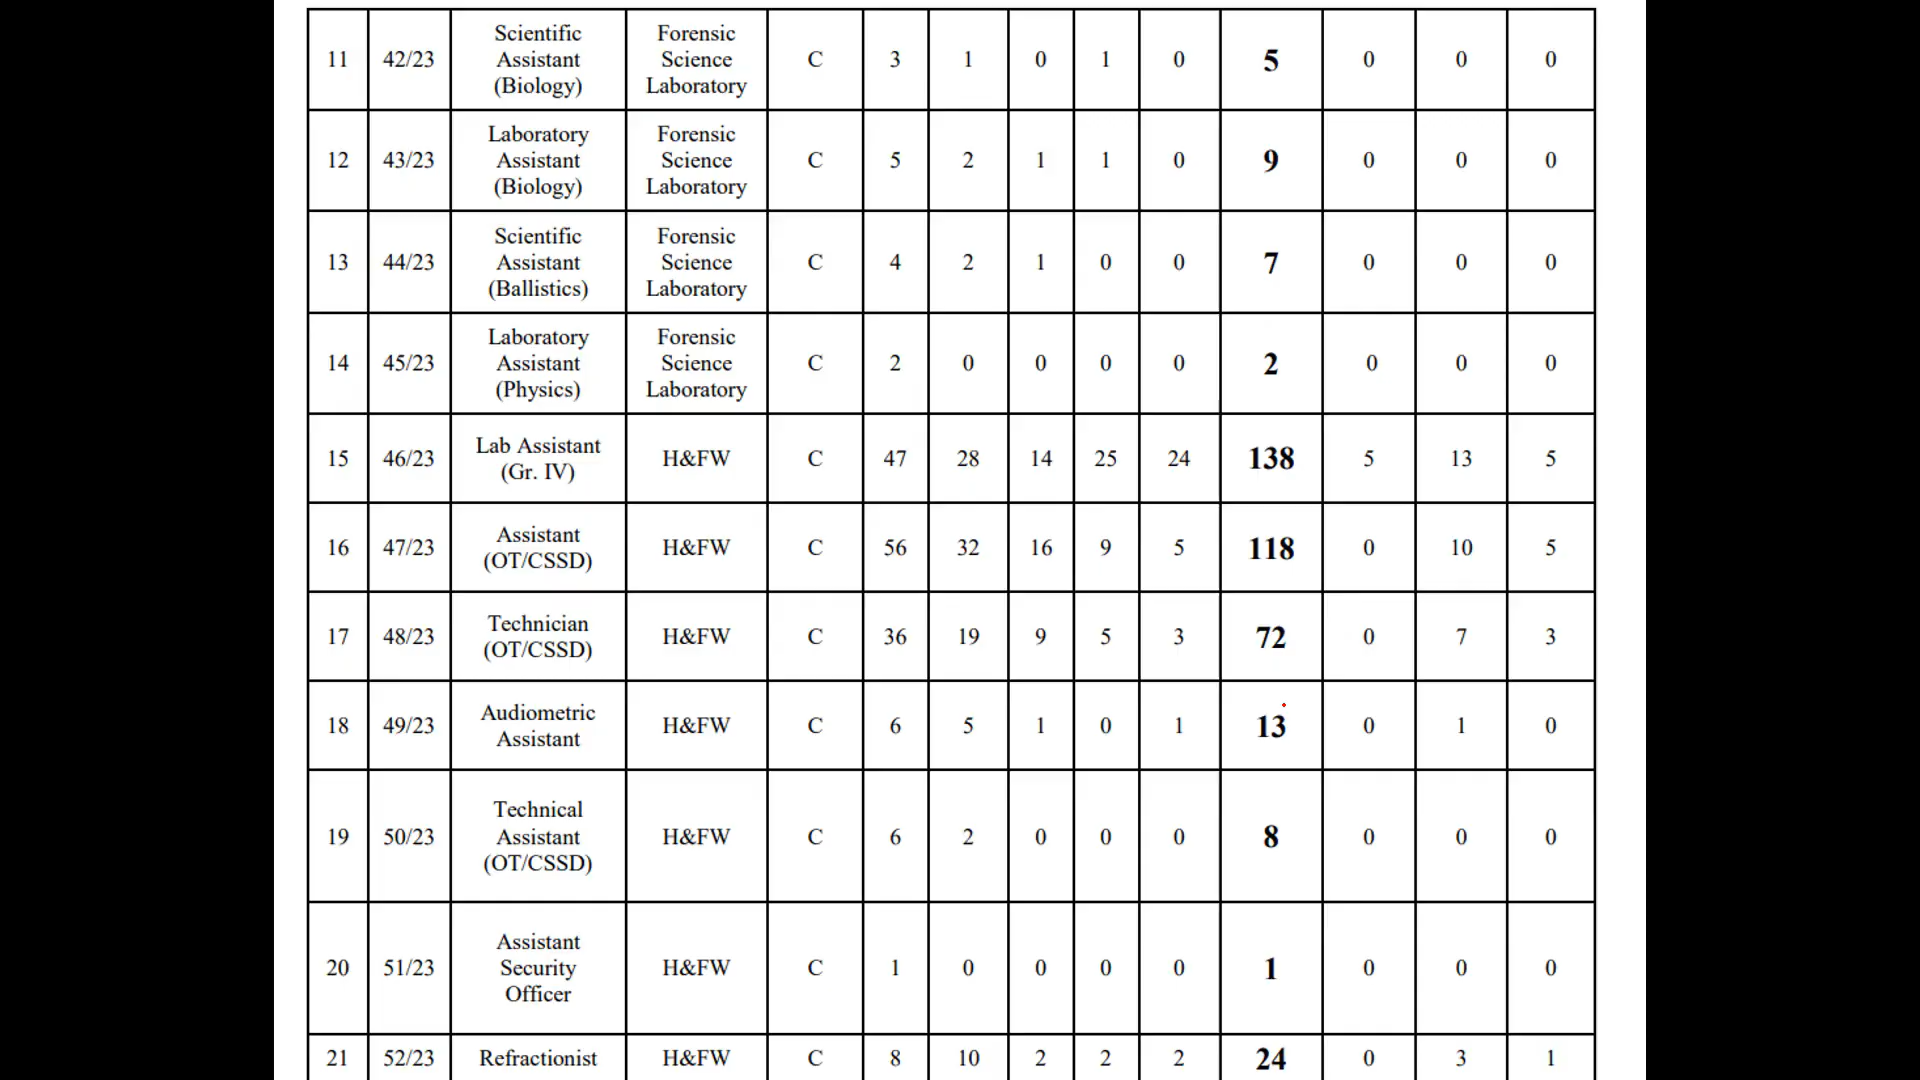 11 42/23 Scientific Assistant (Biology) Forensic Science Laboratory C 3 1 0 1 0 5 0 0 0
12 43/23 Laboratory Assistant (Biology) Forensic Science Laboratory C 5 2 1 1 0 9 0 0 0
13 44/23 Scientific Assistant (Ballistics) Forensic Science Laboratory C 4 2 1 0 0 7 0 0 0
14 45/23 Laboratory Assistant (Physics) Forensic Science Laboratory C 2 0 0 0 0 2 0 0 0
15 46/23 Lab Assistant (Gr. IV) H&FW C 47 28 14 25 24 138 5 13 5
16 47/23 Assistant (OT/CSSD) H&FW C 56 32 16 9 5 118 0 10 5
17 48/23 Technician (OT/CSSD) H&FW C 36 19 9 5 3 72 0 7 3
18 49/23 Audiometric Assistant H&FW C 6 5 1 0 1 13 0 1 0
19 50/23 Technical Assistant (OT/CSSD) H&FW C 6 2 0 0 0 8 0 0 0
20 51/23 Assistant Security Officer H&FW C 1 0 0 0 0 1 0 0 0
21 52/23 Refractionist H&FW C 8 10 2 2 2 24 0 3 1